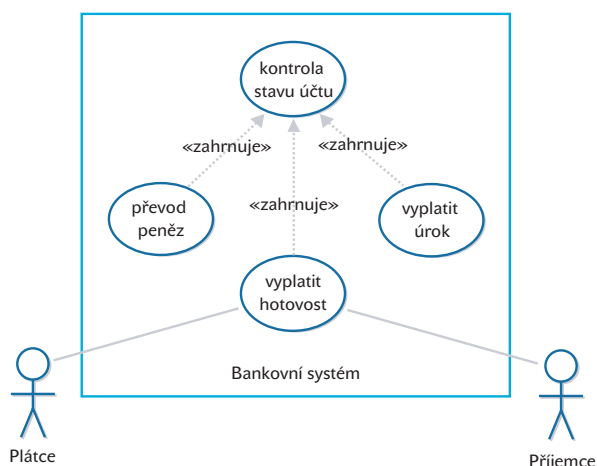 kontrola
stavu účtu
«zahrnuje»
«zahrnuje»
«zahrnuje»
převod
peněz
vyplatit
úrok
vyplatit
hotovost
Bankovní systém
Plátce
Příjemce